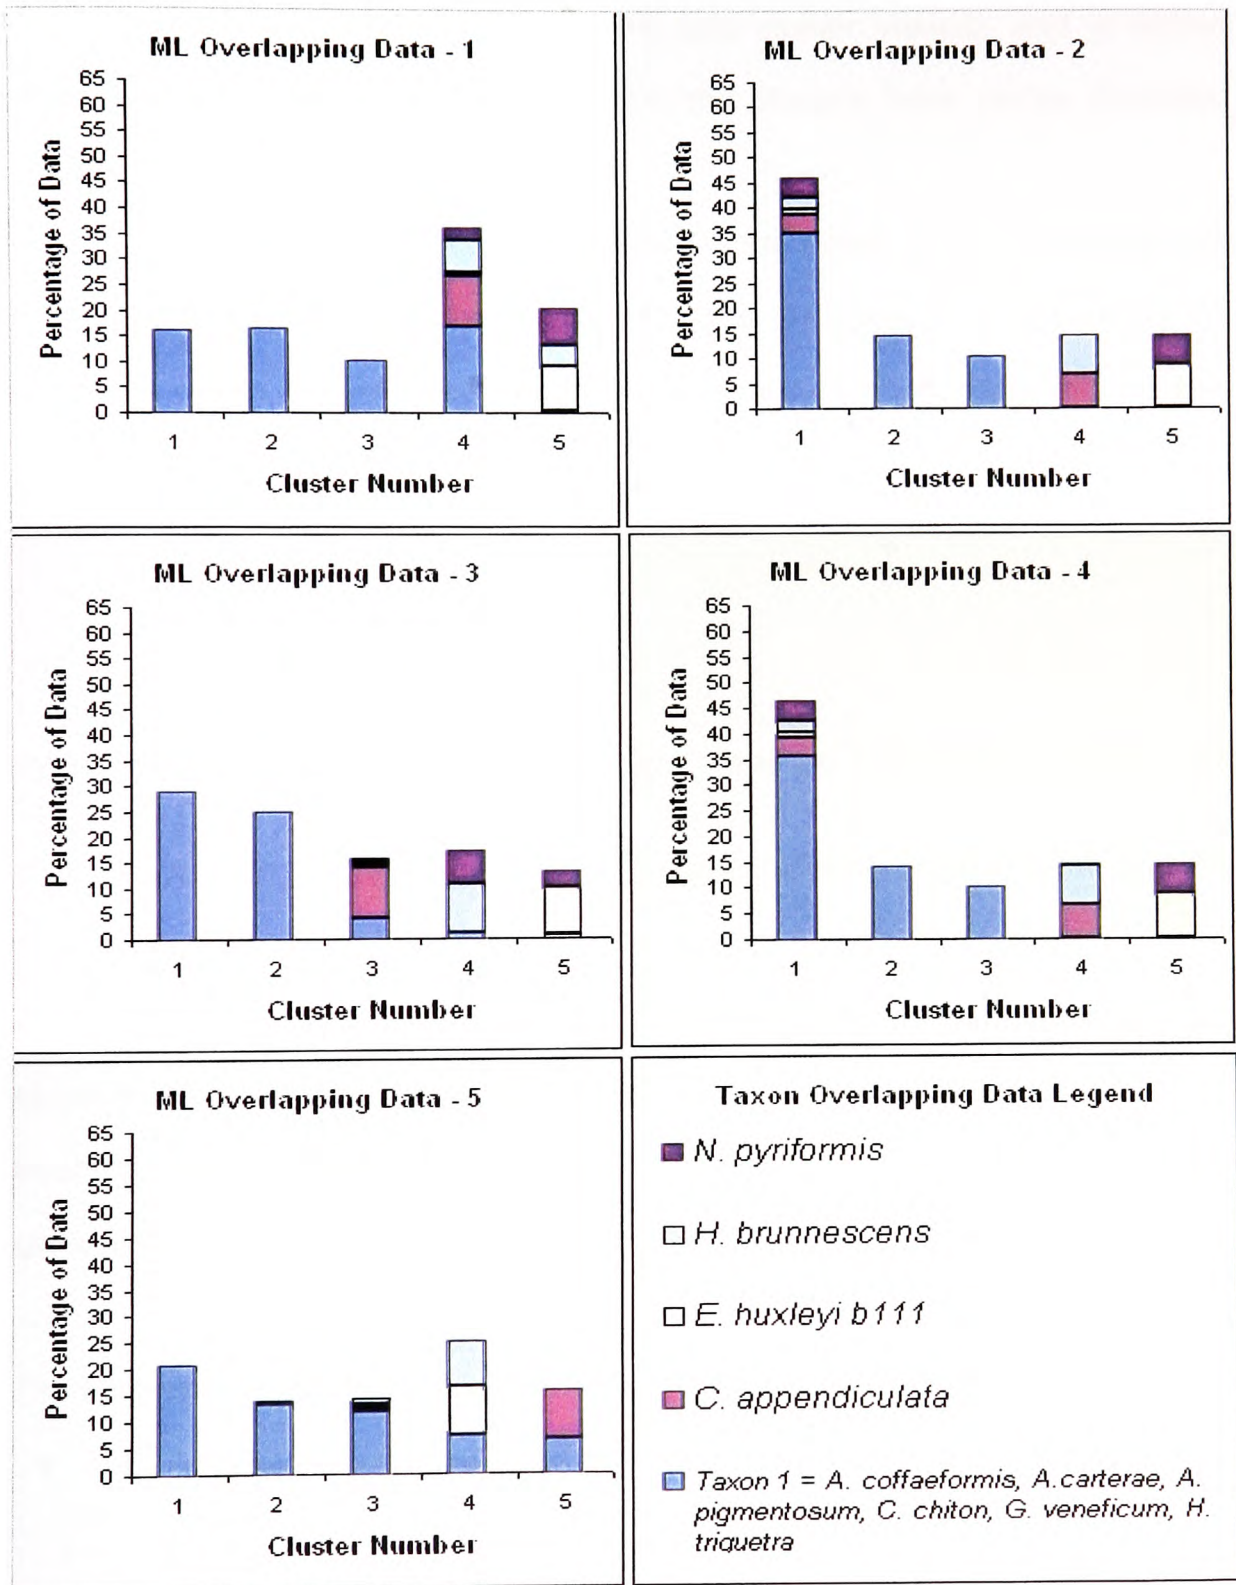 ML Overlapping Data - 1
65
60
55
50
45
40
35
30
25
20
15
10
5
0
Percentage of Data
1 2 3 4 5
Cluster Number
ML Overlapping Data - 2
65
60
55
50
45
40
35
30
25
20
15
10
5
0
Percentage of Data
1 2 3 4 5
Cluster Number
ML Overlapping Data - 3
65
60
55
50
45
40
35
30
25
20
15
10
5
0
Percentage of Data
1 2 3 4 5
Cluster Number
ML Overlapping Data - 4
65
60
55
50
45
40
35
30
25
20
15
10
5
0
Percentage of Data
1 2 3 4 5
Cluster Number
ML Overlapping Data - 5
65
60
55
50
45
40
35
30
25
20
15
10
5
0
Percentage of Data
1 2 3 4 5
Cluster Number
Taxon Overlapping Data Legend
N. pyriformis
H. brunnescens
E. huxleyi b111
C. appendiculata
Taxon 1 = A. coffaeformis, A.carterae, A.
pigmentosum, C. chiton, G. veneficum, H.
triquetra